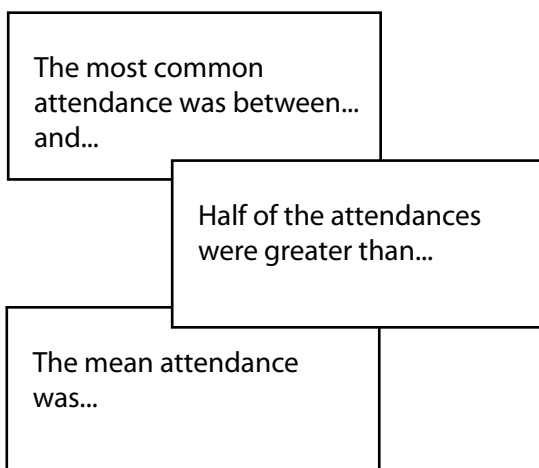 The most common
attendance was between...
and...
Half of the attendances
were greater than...
The mean attendance
was...